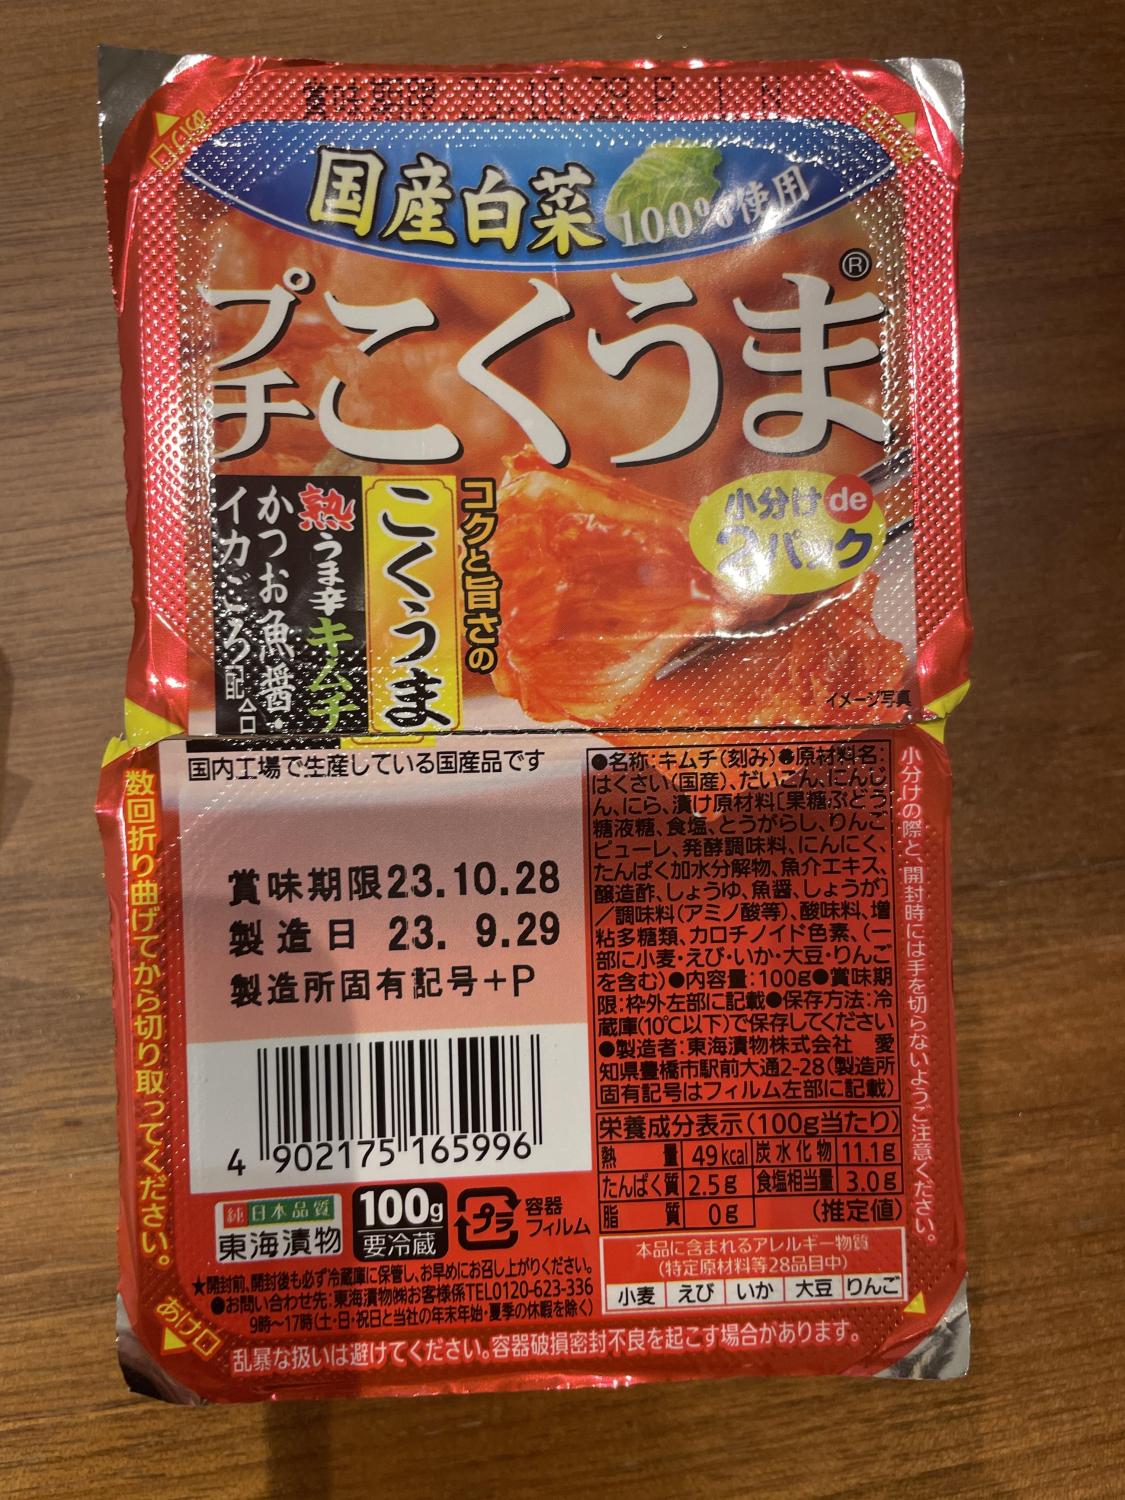 賞味期限 23.10.28 P I N
あけ口
あけ口
国産白菜
100%使用
プチこくうま®
小分けde
2パック
コクと旨さの
こくうま
熟うま辛キムチ
かつお魚醤・
イカごろ配合
イメージ写真
国内工場で生産している国産品です
賞味期限23.10.28
製造日 23. 9.29
製造所固有記号+P
4 902175 165996
純日本品質
東海漬物
100g
要冷蔵
プラ
容器
フィルム
★開封前、開封後も必ず冷蔵庫に保管し、お早めにお召し上がりください。
●お問い合わせ先:東海漬物㈱お客様係TEL0120-623-336
9時〜17時(土・日・祝日と当社の年末年始・夏季の休暇を除く)
●名称:キムチ(刻み)●原材料名:
はくさい(国産)、だいこん、にんじ
ん、にら、漬け原材料[果糖ぶどう
糖液糖、食塩、とうがらし、りんご
ピューレ、発酵調味料、にんにく、
たんぱく加水分解物、魚介エキス、
醸造酢、しょうゆ、魚醤、しょうが]
/調味料(アミノ酸等)、酸味料、増
粘多糖類、カロチノイド色素、(一
部に小麦・えび・いか・大豆・りんご
を含む)●内容量:100g●賞味期
限:枠外左部に記載●保存方法:冷
蔵庫(10℃以下)で保存してください
●製造者:東海漬物株式会社 愛
知県豊橋市駅前大通2-28(製造所
固有記号はフィルム左部に記載)
栄養成分表示(100g当たり)
熱量 49kcal 炭水化物 11.1g
たんぱく質 2.5g 食塩相当量 3.0g
脂質 0g (推定値)
本品に含まれるアレルギー物質
(特定原材料等28品目中)
小麦 えび いか 大豆 りんご
数回折り曲げてから切り取ってください。
小分けの際と、開封時には手を切らないようご注意ください。
あけ口
乱暴な扱いは避けてください。容器破損密封不良を起こす場合があります。